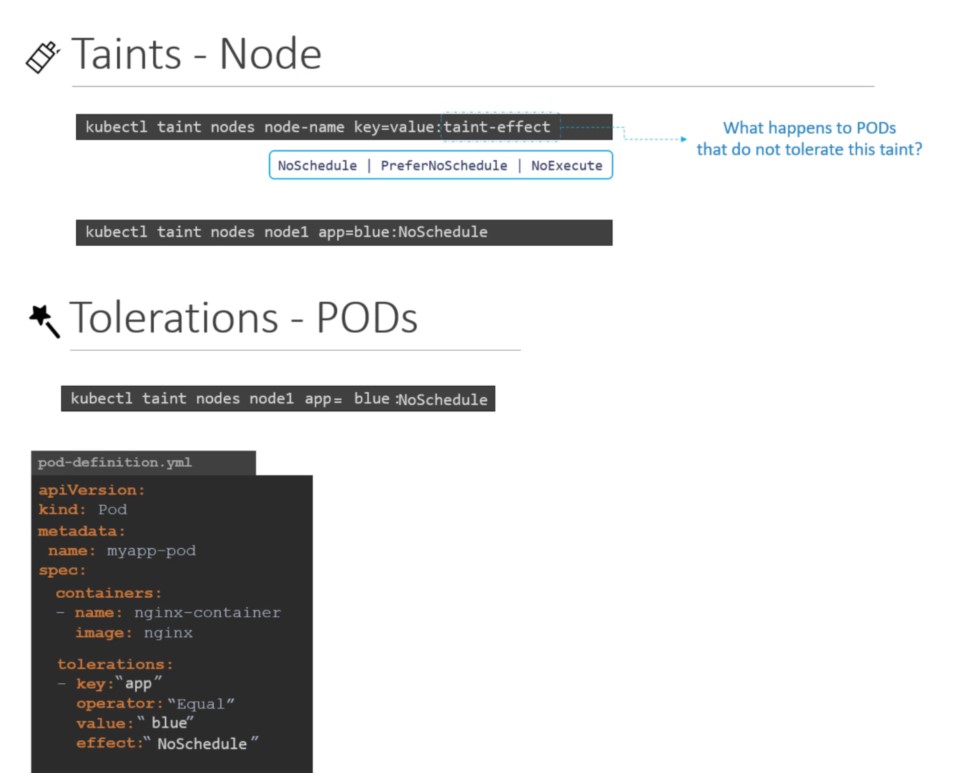 Taints - Node
kubectl taint nodes node-name key=value:taint-effect
What happens to PODs
that do not tolerate this taint?
NoSchedule | PreferNoSchedule | NoExecute
kubectl taint nodes node1 app=blue:NoSchedule
Tolerations - PODs
kubectl taint nodes node1 app= blue :NoSchedule
pod-definition.yml
apiVersion:
kind: Pod
metadata:
 name: myapp-pod
spec:
  containers:
  - name: nginx-container
    image: nginx
  tolerations:
  - key:“app”
    operator:“Equal”
    value:“ blue”
    effect:“ NoSchedule ”